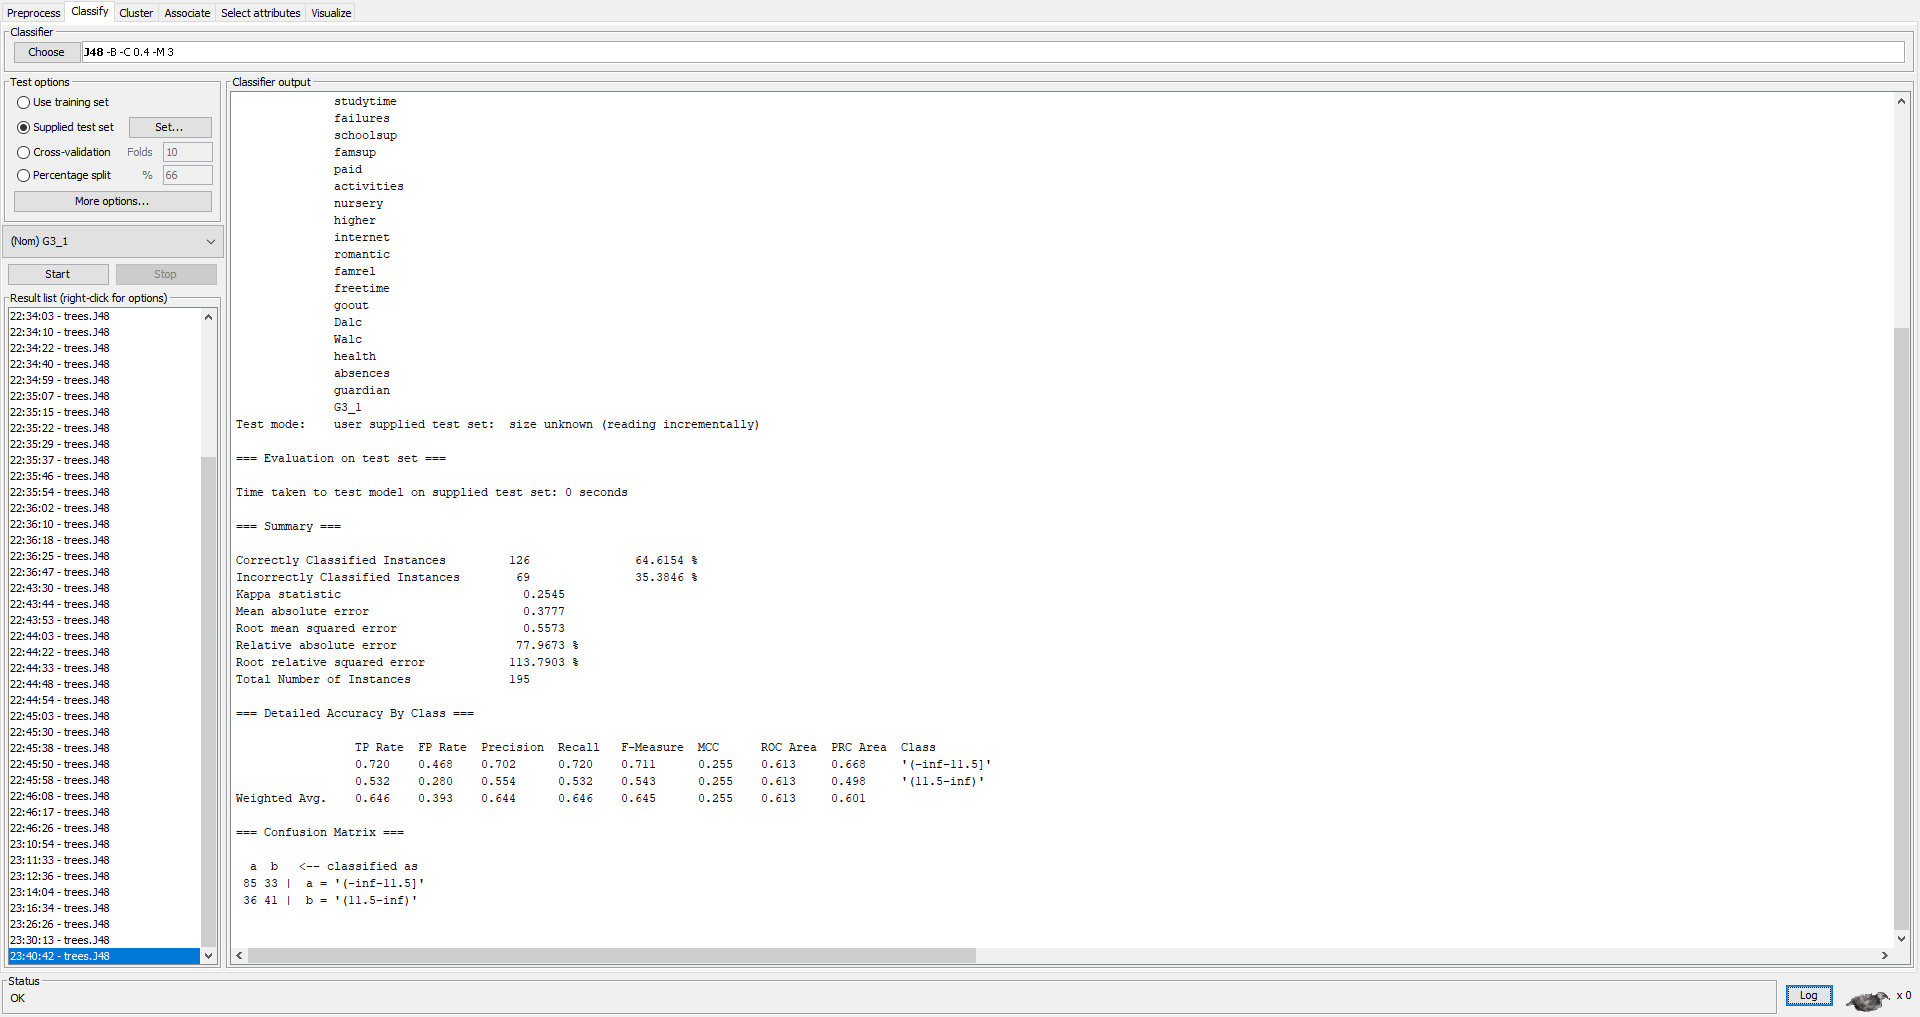 Preprocess Classify Cluster Associate Select attributes Visualize
Classifier
Choose J48 -B -C 0.4 -M 3
Test options
Use training set
Supplied test set Set...
Cross-validation Folds 10
Percentage split % 66
More options...
(Nom) G3_1
Start Stop
Result list (right-click for options)
22:34:03 - trees.J48
22:34:10 - trees.J48
22:34:22 - trees.J48
22:34:40 - trees.J48
22:34:59 - trees.J48
22:35:07 - trees.J48
22:35:15 - trees.J48
22:35:22 - trees.J48
22:35:29 - trees.J48
22:35:37 - trees.J48
22:35:46 - trees.J48
22:35:54 - trees.J48
22:36:02 - trees.J48
22:36:10 - trees.J48
22:36:18 - trees.J48
22:36:25 - trees.J48
22:36:47 - trees.J48
22:43:30 - trees.J48
22:43:44 - trees.J48
22:43:53 - trees.J48
22:44:03 - trees.J48
22:44:22 - trees.J48
22:44:33 - trees.J48
22:44:48 - trees.J48
22:44:54 - trees.J48
22:45:03 - trees.J48
22:45:30 - trees.J48
22:45:38 - trees.J48
22:45:50 - trees.J48
22:45:58 - trees.J48
22:46:08 - trees.J48
22:46:17 - trees.J48
22:46:26 - trees.J48
23:10:54 - trees.J48
23:11:33 - trees.J48
23:12:36 - trees.J48
23:14:04 - trees.J48
23:16:34 - trees.J48
23:26:26 - trees.J48
23:30:13 - trees.J48
23:40:42 - trees.J48
Classifier output
studytime
failures
schoolsup
famsup
paid
activities
nursery
higher
internet
romantic
famrel
freetime
goout
Dalc
Walc
health
absences
guardian
G3_1
Test mode: user supplied test set: size unknown (reading incrementally)
=== Evaluation on test set ===
Time taken to test model on supplied test set: 0 seconds
=== Summary ===
Correctly Classified Instances 126 64.6154 %
Incorrectly Classified Instances 69 35.3846 %
Kappa statistic 0.2545
Mean absolute error 0.3777
Root mean squared error 0.5573
Relative absolute error 77.9673 %
Root relative squared error 113.7903 %
Total Number of Instances 195
=== Detailed Accuracy By Class ===
TP Rate FP Rate Precision Recall F-Measure MCC ROC Area PRC Area Class
0.720 0.468 0.702 0.720 0.711 0.255 0.613 0.668 '(-inf-11.5]'
0.532 0.280 0.554 0.532 0.543 0.255 0.613 0.498 '(11.5-inf)'
Weighted Avg. 0.646 0.393 0.644 0.646 0.645 0.255 0.613 0.601
=== Confusion Matrix ===
a b <-- classified as
85 33 | a = '(-inf-11.5]'
36 41 | b = '(11.5-inf)'
Status
OK
Log x 0